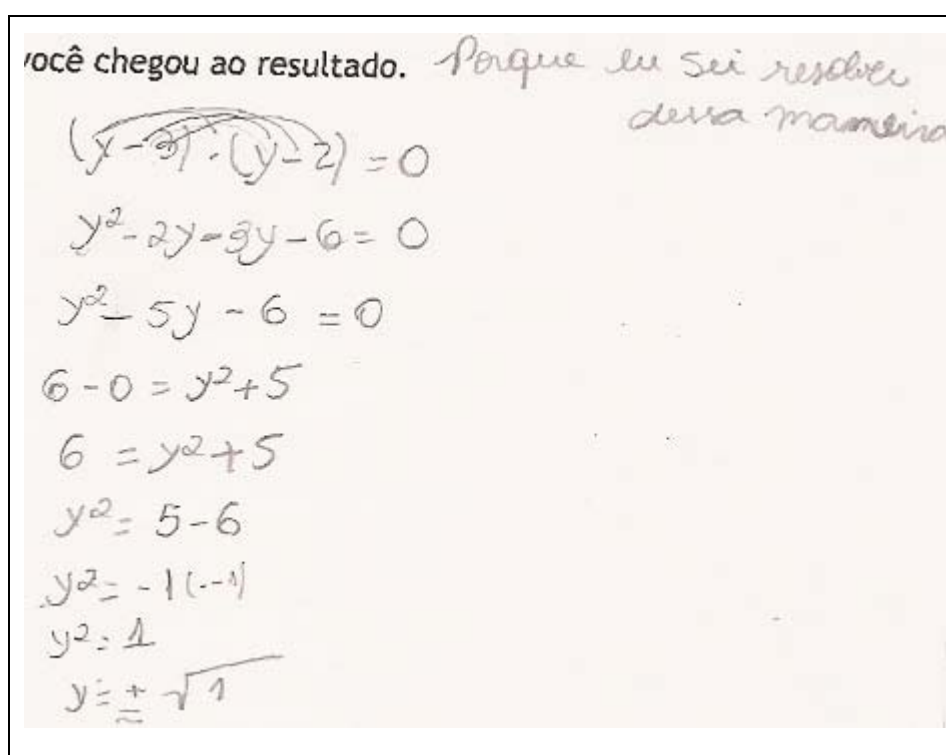 você chegou ao resultado. Porque eu sei resolver
dessa maneira
(y-3).(y-2)=0
y²-2y-3y-6=0
y²-5y-6=0
6-0=y²+5
6=y²+5
y²=5-6
y²=-1(.-1)
y²=1
y=±√1